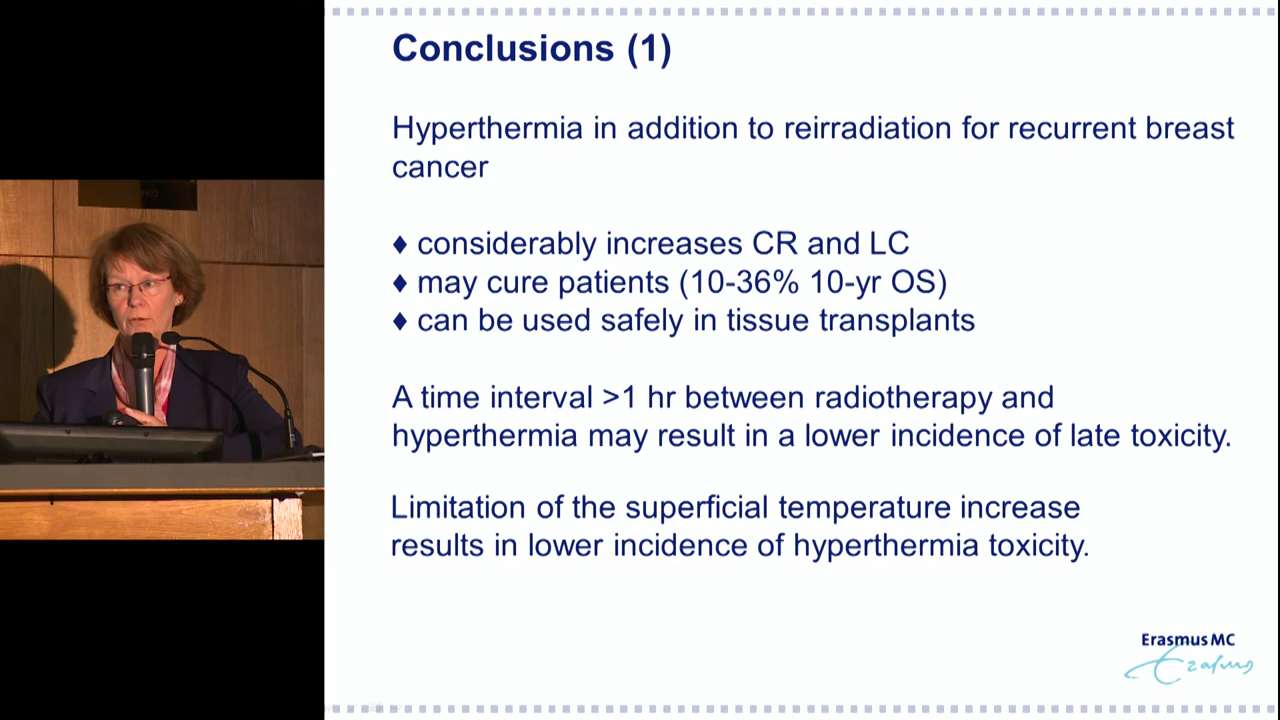 Conclusions (1)
Hyperthermia in addition to reirradiation for recurrent breast
cancer
♦ considerably increases CR and LC
♦ may cure patients (10-36% 10-yr OS)
♦ can be used safely in tissue transplants
A time interval >1 hr between radiotherapy and
hyperthermia may result in a lower incidence of late toxicity.
Limitation of the superficial temperature increase
results in lower incidence of hyperthermia toxicity.
Erasmus MC
Erasmus